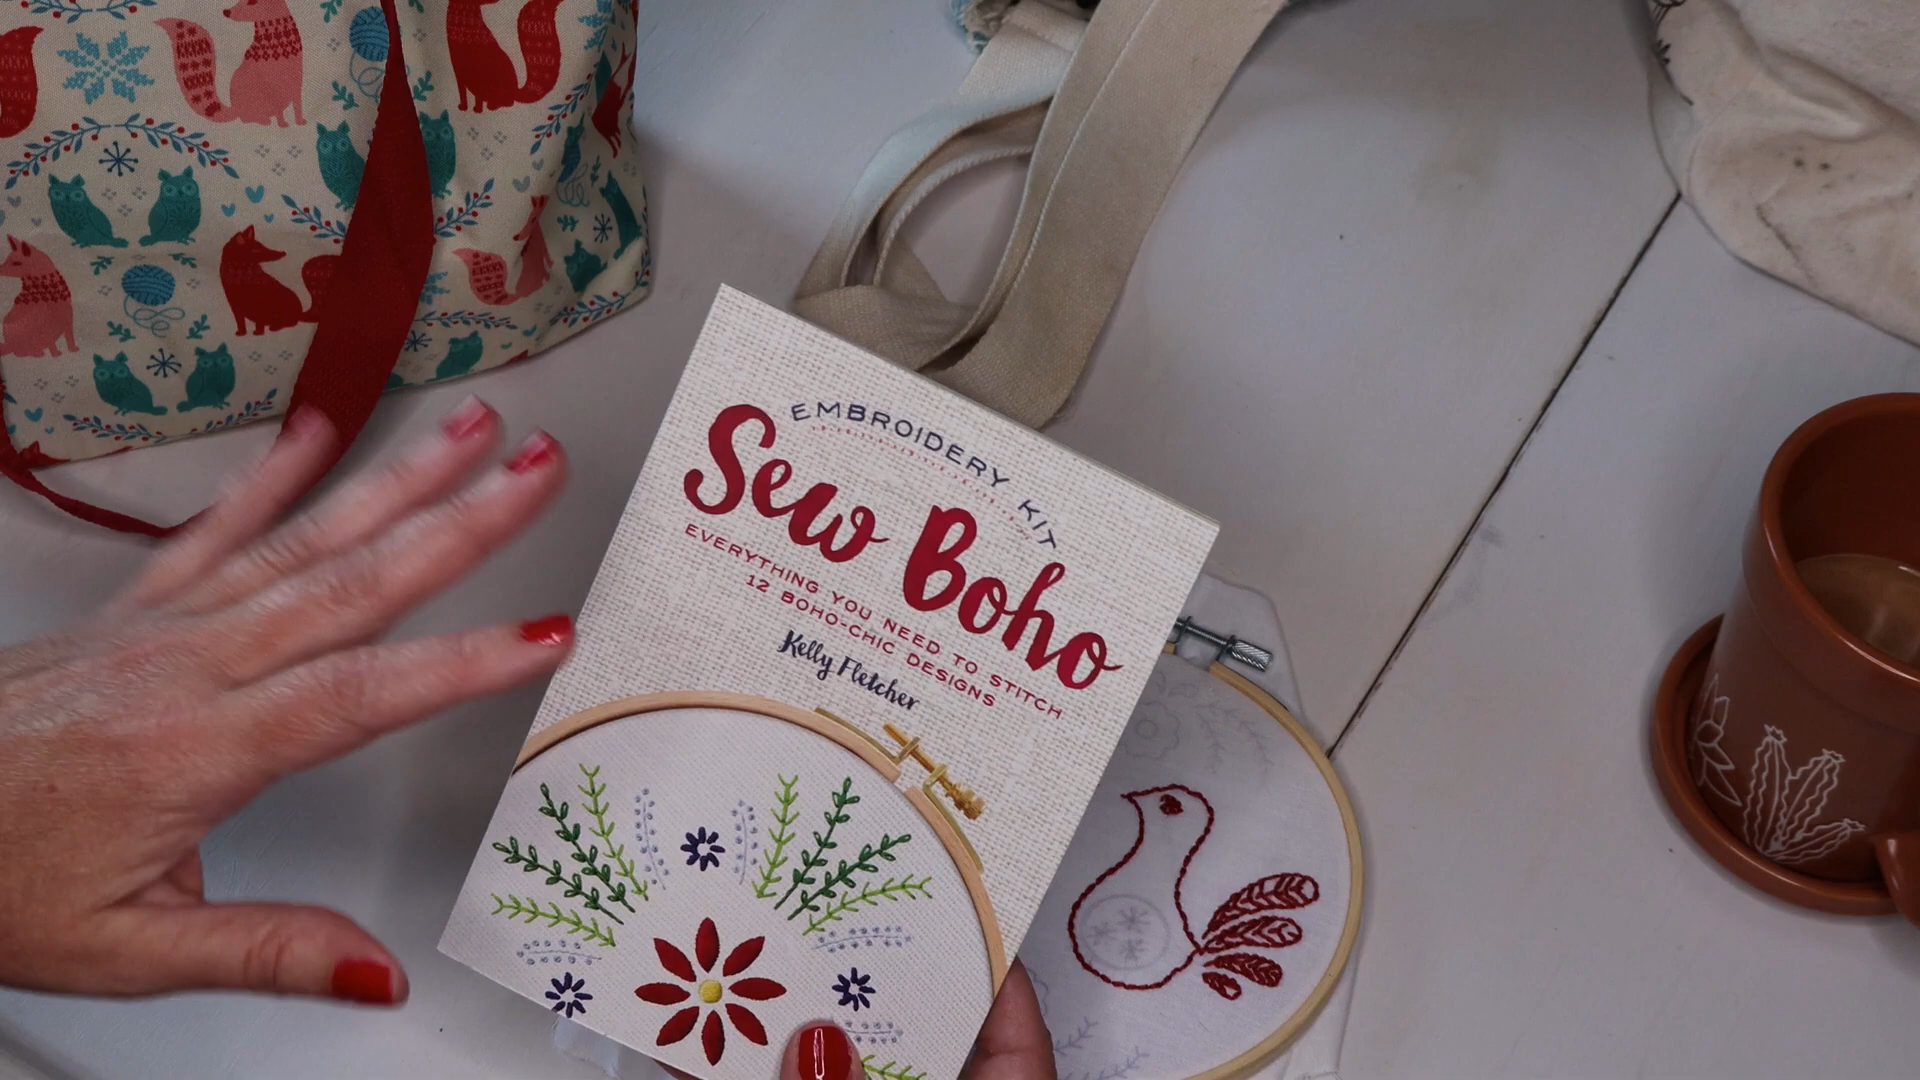 EMBROIDERY KIT
Sew Boho
EVERYTHING YOU NEED TO STITCH
12 BOHO-CHIC DESIGNS
Kelly Fletcher